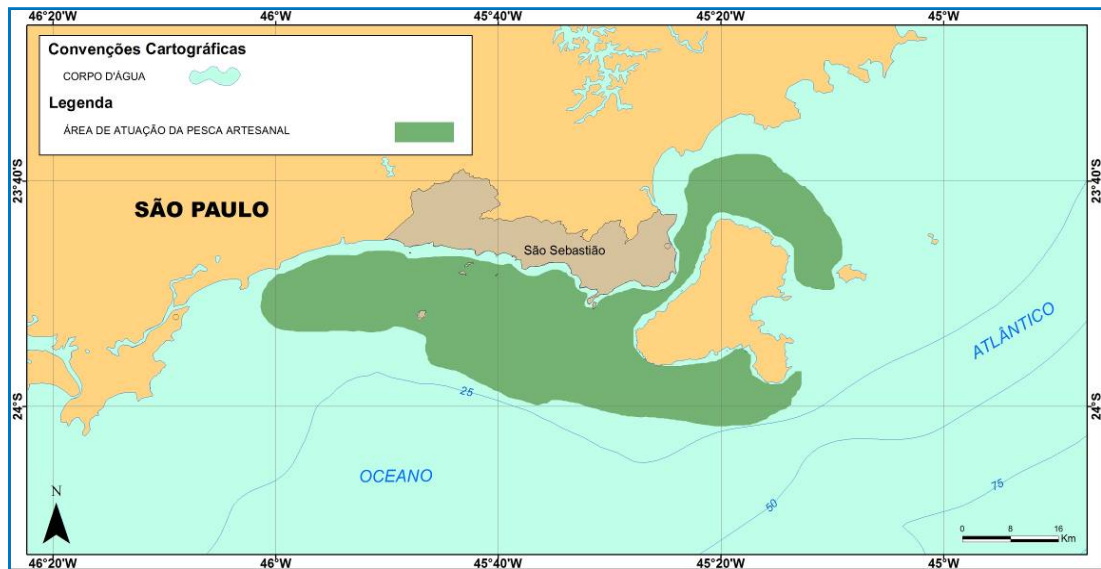 46°20'W 46°W 45°40'W 45°20'W 45°W
Convenções Cartográficas
CORPO D'ÁGUA
Legenda
ÁREA DE ATUAÇÃO DA PESCA ARTESANAL
23°40'S 23°40'S
SÃO PAULO
São Sebastião
ATLÂNTICO
25
24°S 24°S
OCEANO
75
50
N
0 8 16
Km
46°20'W 46°W 45°40'W 45°20'W 45°W